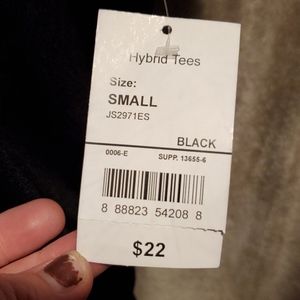 Hybrid Tees
Size:
SMALL
JS2971ES
BLACK
0006-E SUPP. 13655-6
8 88823 54208 8
$22